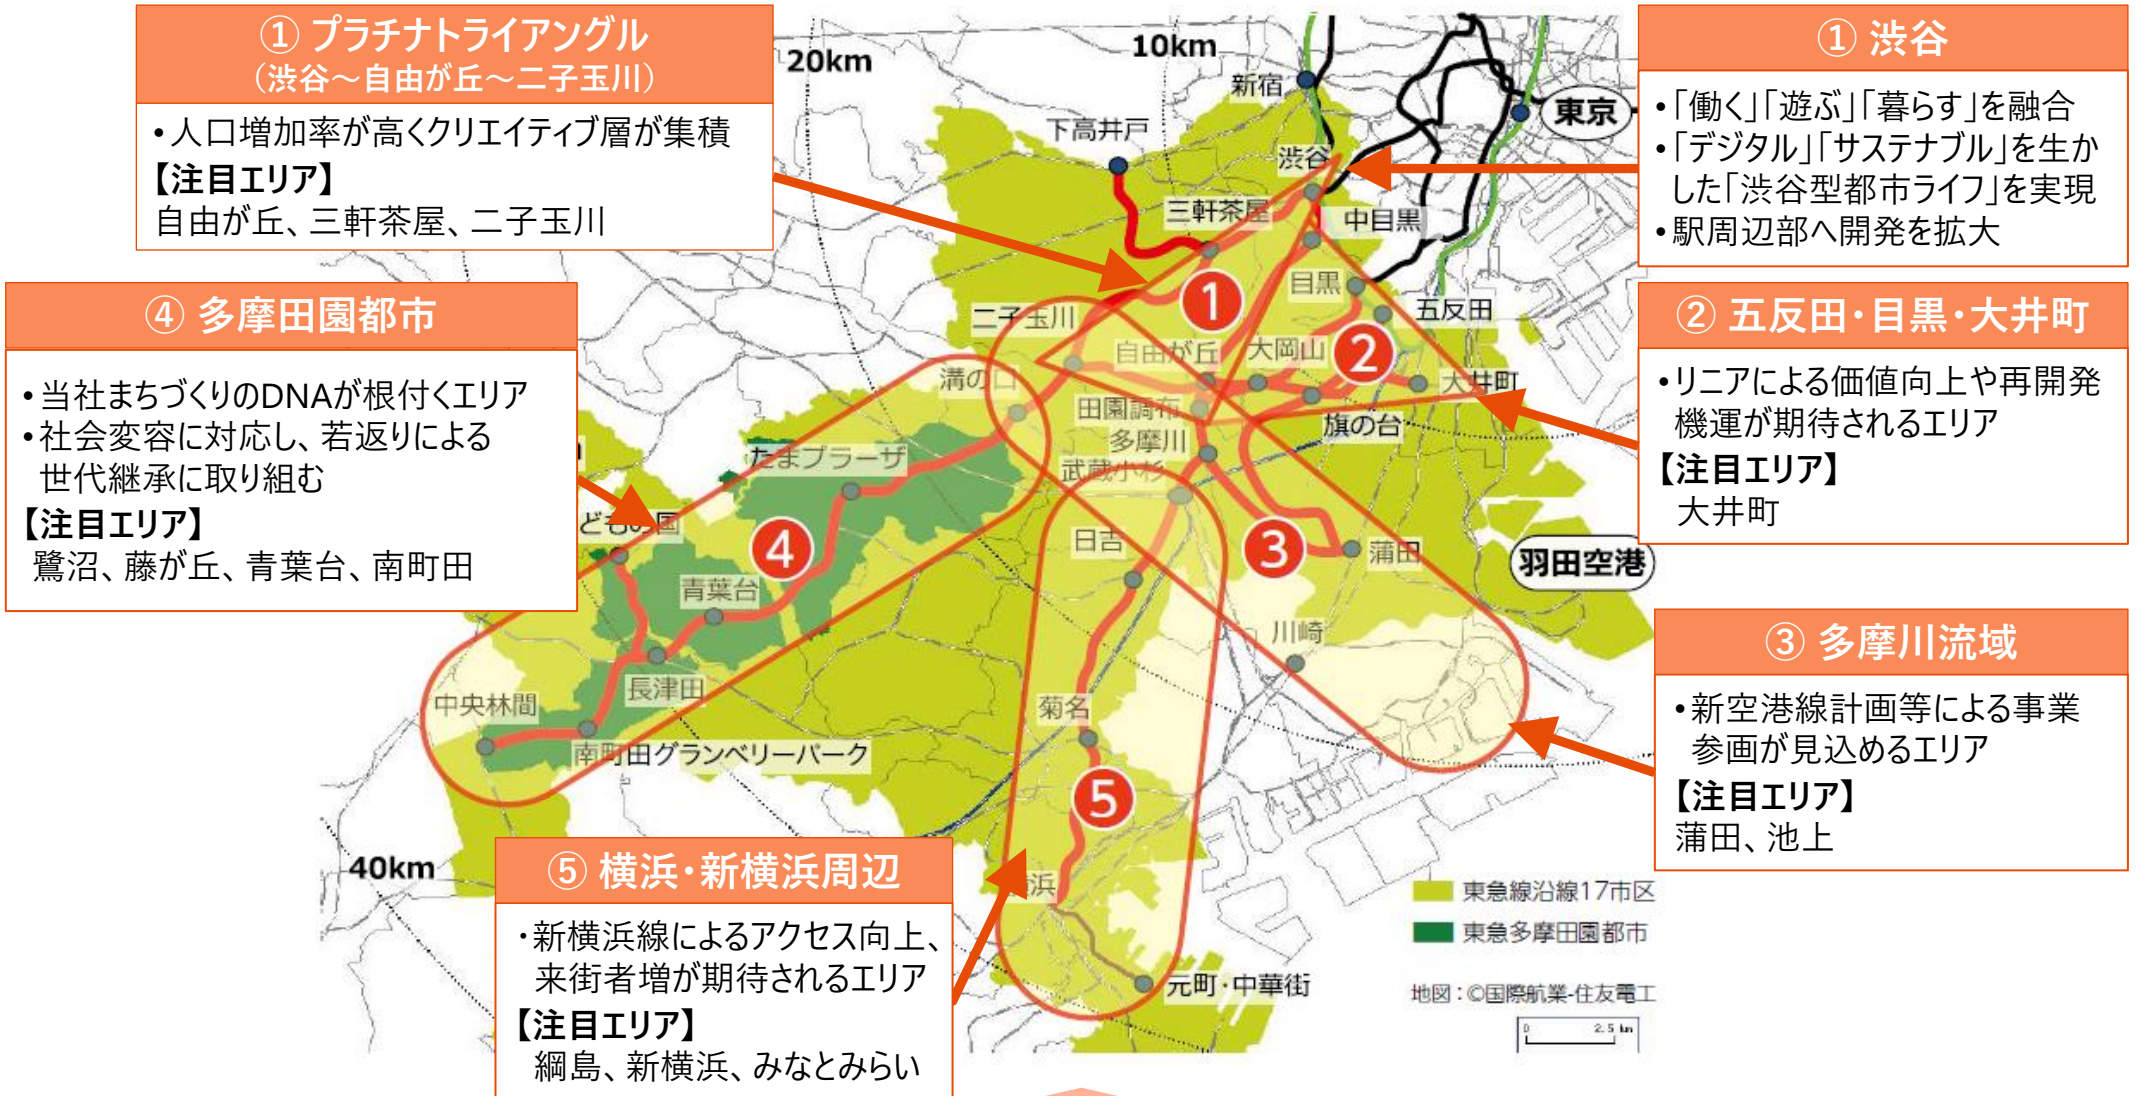 ① プラチナトライアングル
（渋谷～自由が丘～二子玉川）
•人口増加率が高くクリエイティブ層が集積
【注目エリア】
自由が丘、三軒茶屋、二子玉川
① 渋谷
•「働く」「遊ぶ」「暮らす」を融合
•「デジタル」「サステナブル」を生か
した「渋谷型都市ライフ」を実現
•駅周辺部へ開発を拡大
④ 多摩田園都市
•当社まちづくりのDNAが根付くエリア
•社会変容に対応し、若返りによる
世代継承に取り組む
【注目エリア】
鷺沼、藤が丘、青葉台、南町田
② 五反田・目黒・大井町
•リニアによる価値向上や再開発
機運が期待されるエリア
【注目エリア】
大井町
③ 多摩川流域
•新空港線計画等による事業
参画が見込めるエリア
【注目エリア】
蒲田、池上
⑤ 横浜・新横浜周辺
・新横浜線によるアクセス向上、
来街者増が期待されるエリア
【注目エリア】
綱島、新横浜、みなとみらい
20km
10km
新宿
東京
下高井戸
渋谷
三軒茶屋
中目黒
1
目黒
二子玉川
五反田
自由が丘
大岡山
2
溝の口
大井町
田園調布
旗の台
多摩川
たまプラーザ
武蔵小杉
どもの国
4
日吉
3
蒲田
羽田空港
青葉台
川崎
長津田
中央林間
菊名
南町田グランベリーパーク
5
40km
浜
元町・中華街
東急線沿線17市区
東急多摩田園都市
地図：©国際航業-住友電工
0 2.5 km